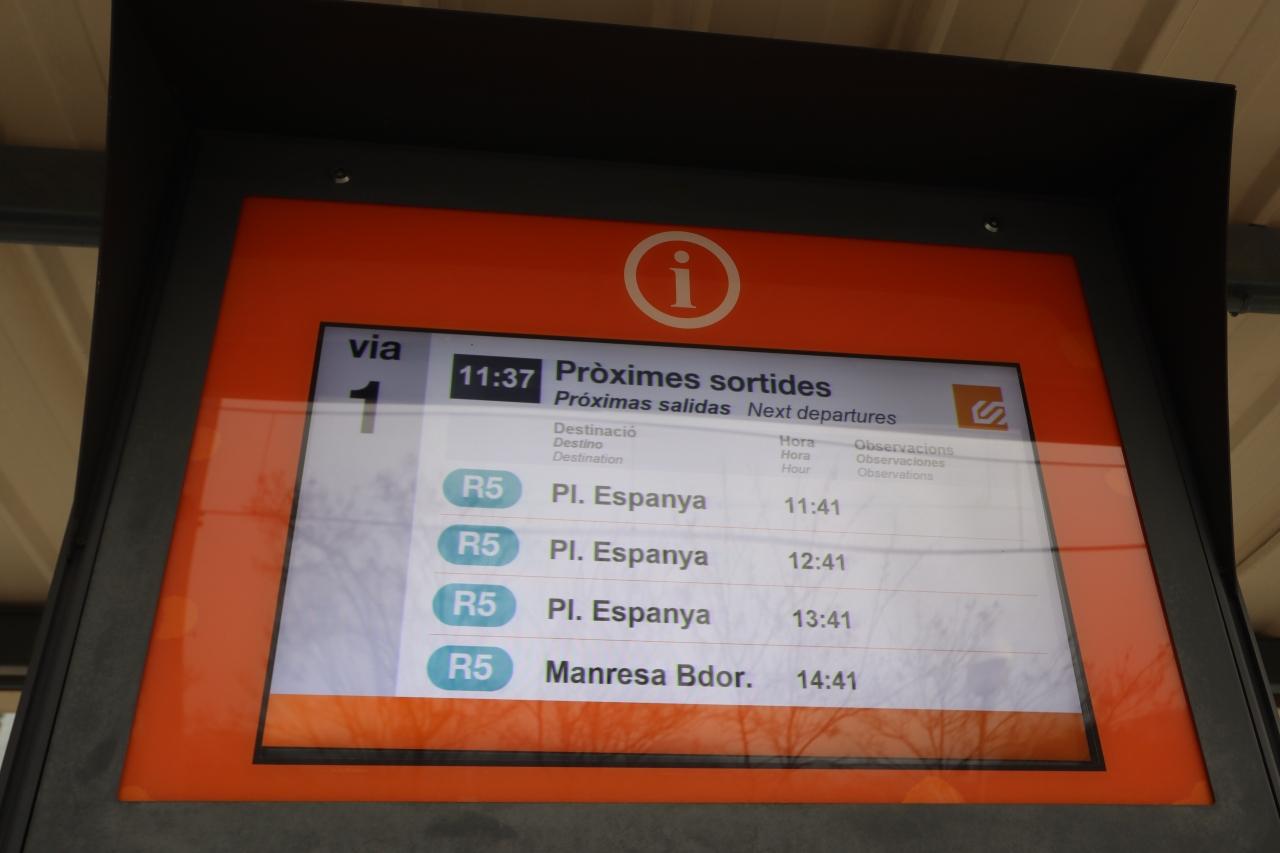 i
via
1
11:37
Pròximes sortides
Próximas salidas Next departures
Destinació Hora Observacions
Destino Hora Observaciones
Destination Hour Observations
R5 Pl. Espanya 11:41
R5 Pl. Espanya 12:41
R5 Pl. Espanya 13:41
R5 Manresa Bdor. 14:41